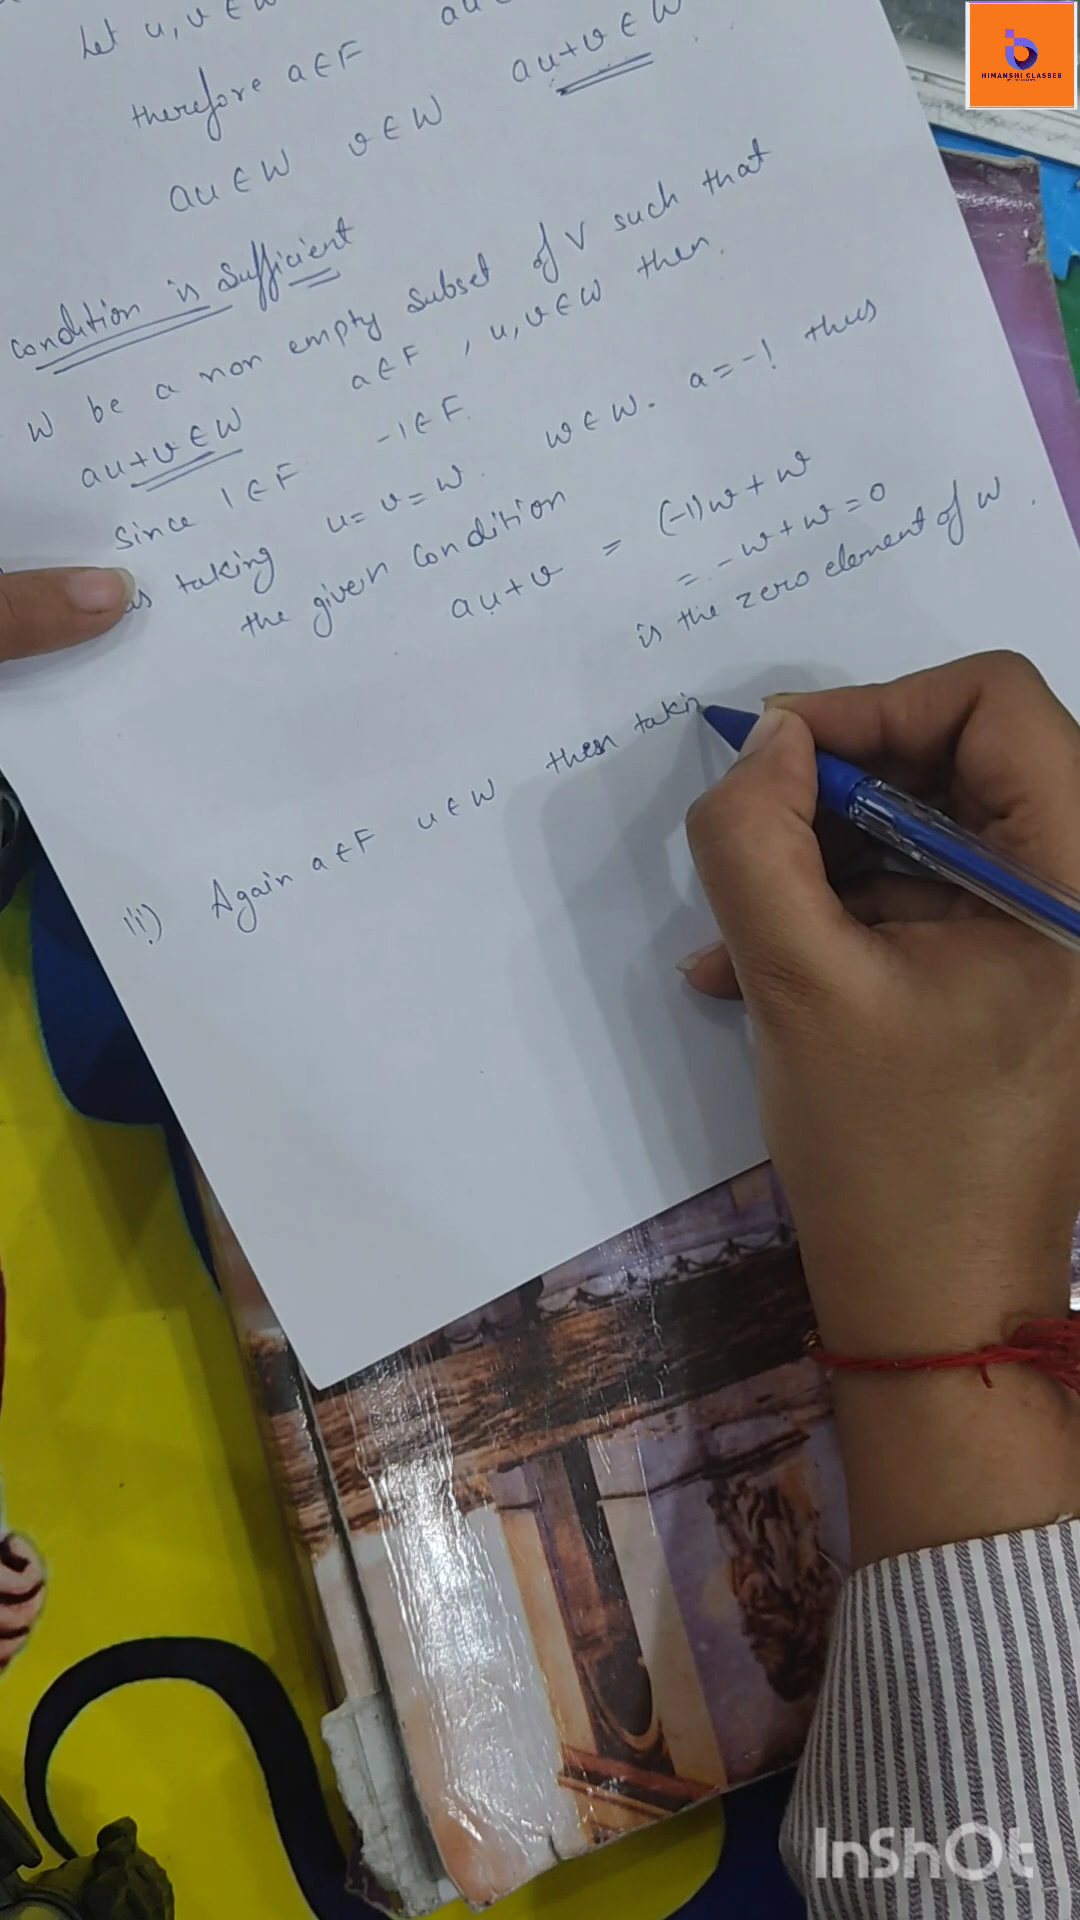 Let u, v ∈ W
au
therefore a ∈ F
au ∈ W v ∈ W au+v ∈ W
Condition is Sufficient
W be a non empty subset of V such that
au+v ∈ W a ∈ F , u, v ∈ W then.
Since 1 ∈ F -1 ∈ F.
as taking u = v = w. w ∈ W. a = -1 thus
the given condition
au+v = (-1)w + w
= -w + w = 0
is the zero element of W.
ii) Again a ∈ F u ∈ W then takin
HIMANSHI CLASSES
InShOt